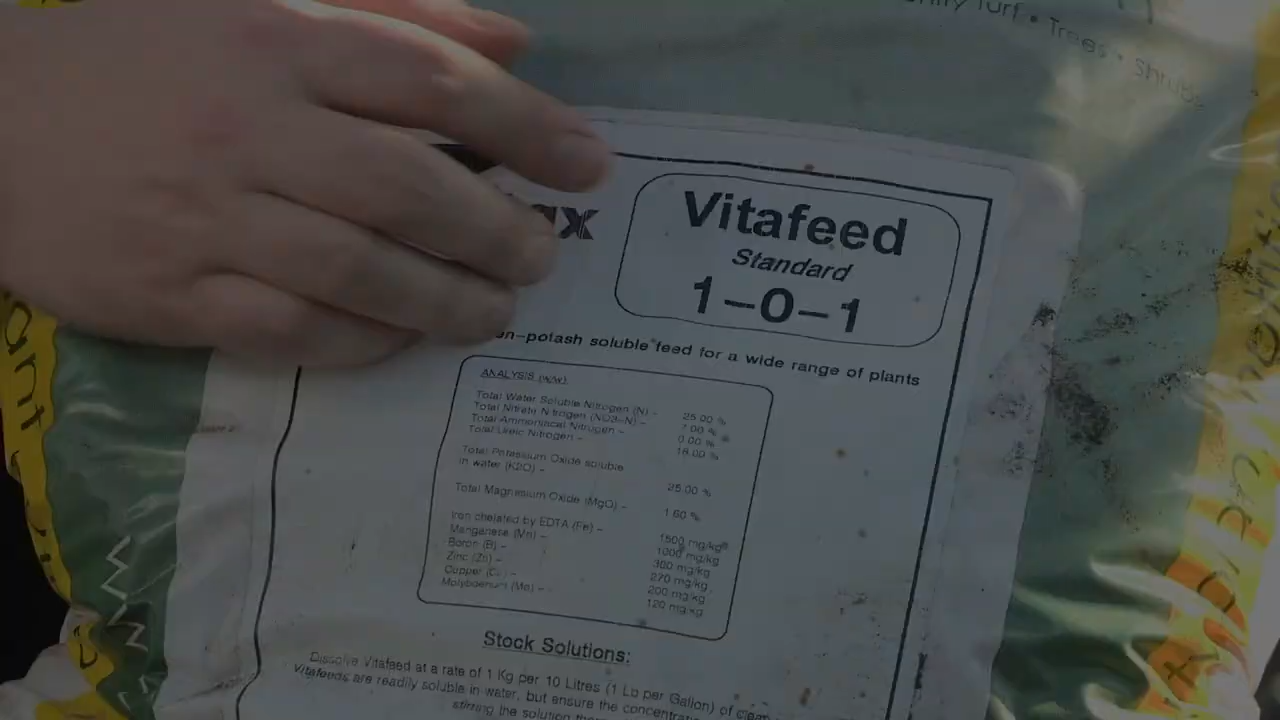 Turf • Trees • Shrubs
ax
Vitafeed
Standard
1-0-1
potash soluble feed for a wide range of plants
ANALYSIS (w/w)
Total Water Soluble Nitrogen (N) - 25.00 %
Total Nitrate Nitrogen (NO3-N) - 7.00 %
Total Ammoniacal Nitrogen - 0.00 %
Total Ureic Nitrogen - 18.00 %
Total Potassium Oxide soluble
in water (K2O) - 25.00 %
Total Magnesium Oxide (MgO) - 1.60 %
Iron chelated by EDTA (Fe) - 1500 mg/kg
Manganese (Mn) - 1000 mg/kg
Boron (B) - 300 mg/kg
Zinc (Zn) - 270 mg/kg
Copper (Cu) - 200 mg/kg
Molybdenum (Mo) - 120 mg/kg
Stock Solutions:
Dissolve Vitafeed at a rate of 1 Kg per 10 Litres (1 Lb per Gallon) of clean
Vitafeeds are readily soluble in water, but ensure the
stirring the solution